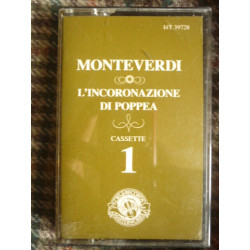 MONTEVERDI
L'INCORONAZIONE
DI POPPEA
CASSETTE
1